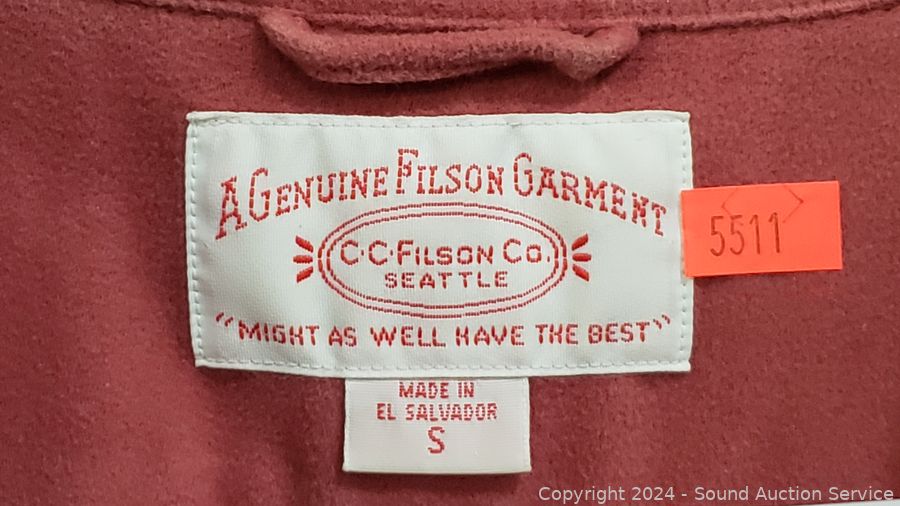 A GENUINE FILSON GARMENT
C·C·FILSON CO.
SEATTLE
"MIGHT AS WELL HAVE THE BEST"
5511
MADE IN
EL SALVADOR
S
Copyright 2024 - Sound Auction Service